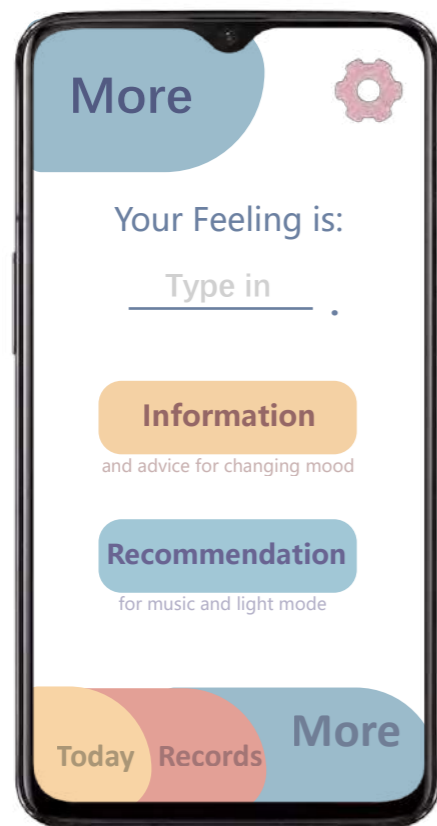 More
Your Feeling is:
Type in
.
Information
and advice for changing mood
Recommendation
for music and light mode
Today Records More